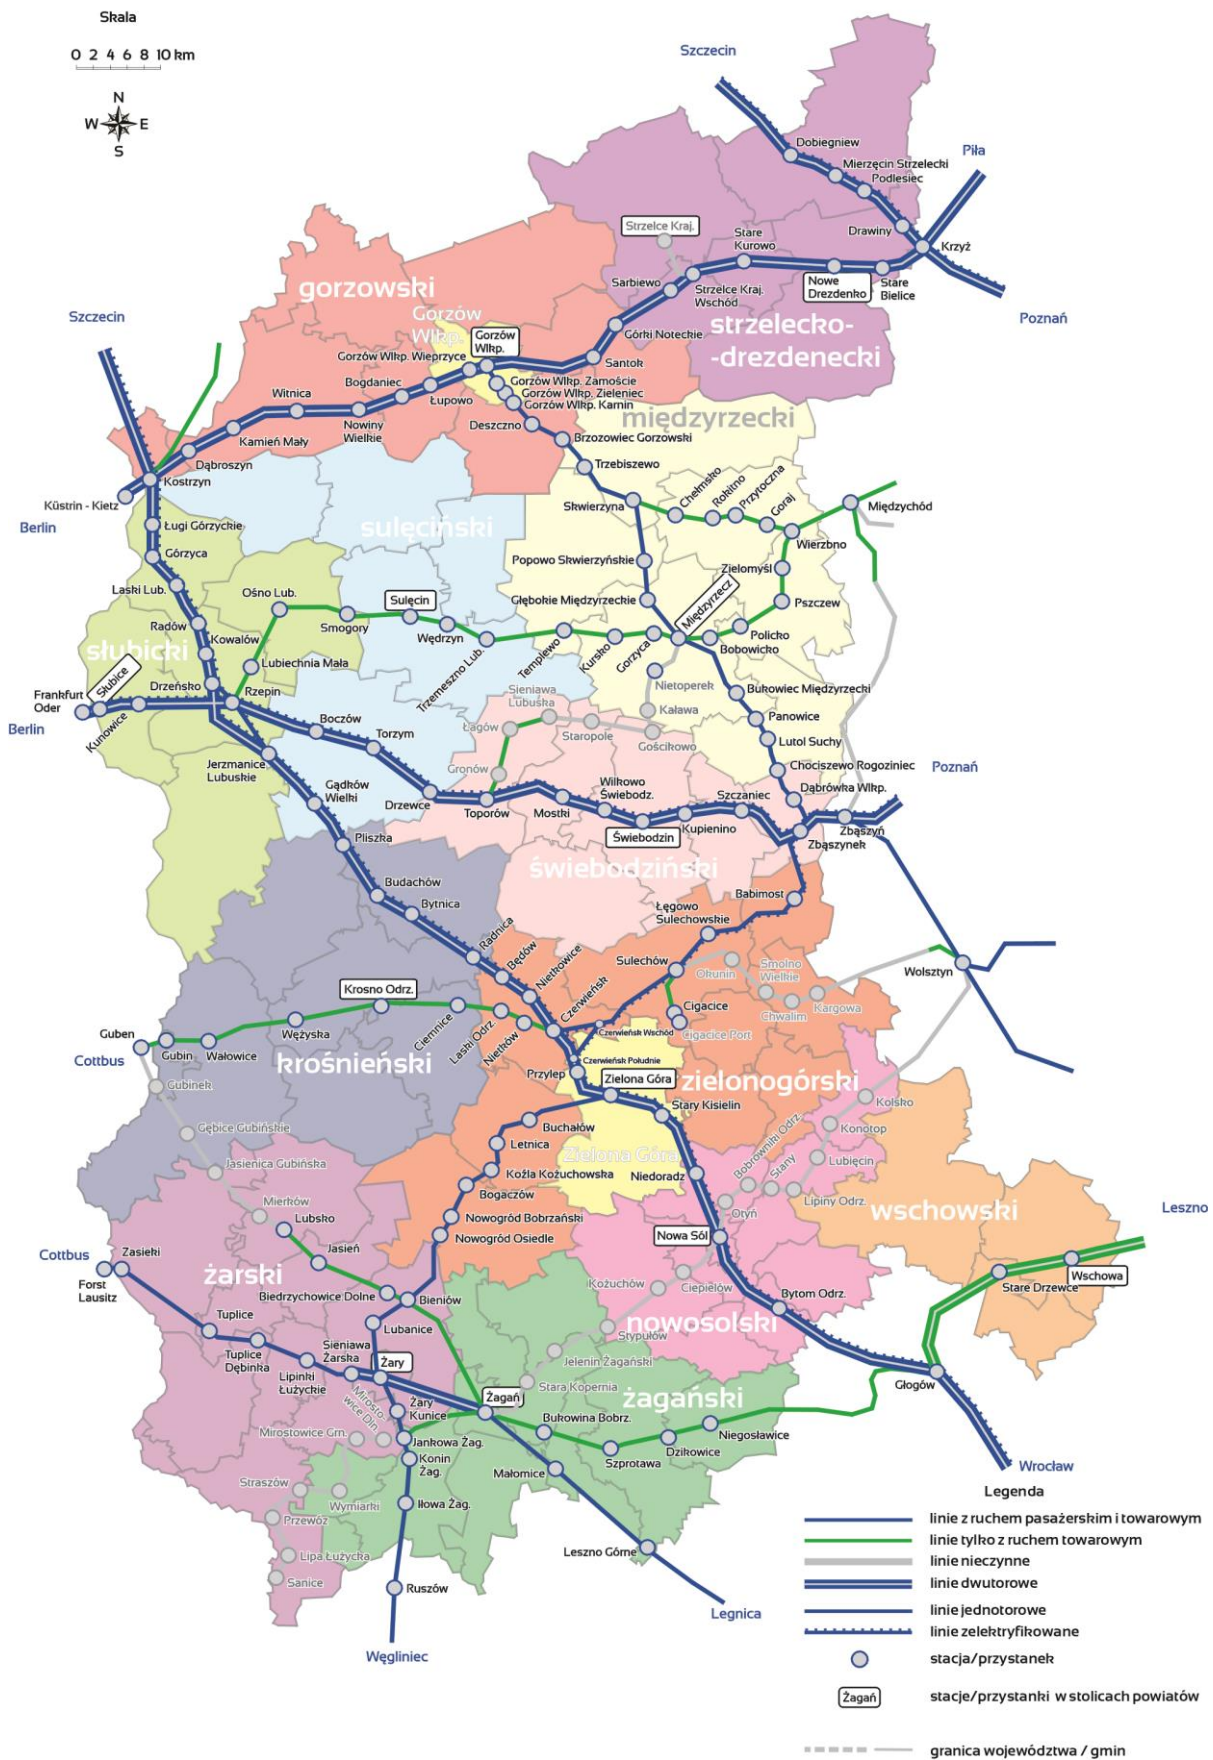 Skala
0 2 4 6 8 10 km
N
W E
S
Szczecin
Dobiegniew
Mierzęcin Strzelecki
Podlesiec
Piła
Strzelce Kraj.
Stare
Kurowo
Drawiny
Krzyż
Sarbiewo
Strzelce Kraj.
Wschód
Nowe
Drezdenko
Stare
Bielice
Poznań
gorzowski
Gorzów
Wlkp.
Szczecin
Górki Noteckie
strzelecko-
-drezdenecki
Gorzów Wlkp. Wieprzyce
Gorzów
Wlkp.
Santok
Bogdaniec
Gorzów Wlkp. Zamoście
Gorzów Wlkp. Zieleniec
Gorzów Wlkp. Karnin
Witnica
Łupowo
Nowiny
Wielkie
Deszczno
międzyrzecki
Kamień Mały
Brzozowiec Gorzowski
Dąbroszyn
Trzebiszewo
Kostrzyn
Küstrin - Kietz
Skwierzyna
Chełmsko
Rokitno
Przytoczna
Goraj
Międzychód
Berlin
Ługi Górzyckie
sulęciński
Wierzbno
Górzyca
Popowo Skwierzyńskie
Zielomyśl
Laski Lub.
Ośno Lub.
Sulęcin
Głębokie Międzyrzeckie
Międzyrzecz
Pszczew
Radów
Smogory
Wędrzyn
Policko
Kowalów
Bobowicko
słubicki
Lubiechnia Mała
Trzemeszno Lub.
Templewo
Kursko
Gorzyca
Drzeńsko
Rzepin
Nietoperek
Bukowiec Międzyrzecki
Frankfurt
Oder
Słubice
Kunowice
Sieniawa
Lubuska
Kaława
Panowice
Berlin
Boczów
Łagów
Staropole
Gościkowo
Lutol Suchy
Torzym
Jerzmanice
Lubuskie
Gronów
Chociszewo Rogoziniec
Poznań
Gądków
Wielki
Drzewce
Toporów
Mostki
Wilkowo
Świebodz.
Szczaniec
Dąbrówka Wlkp.
Świebodzin
Kupienino
Zbąszyń
Zbąszynek
Pliszka
świebodziński
Budachów
Babimost
Bytnica
Łęgowo
Sulechowskie
Radnica
Będów
Nietkowice
Sulechów
Okunin
Smolno
Wielkie
Wolsztyn
Krosno Odrz.
Czerwieńsk
Cigacice
Chwalim
Kargowa
Guben
Wężyska
Ciemnice
Laski Odrz.
Nietków
Czerwieńsk Wschód
Cigacice Port
Gubin
Wałowice
Cottbus
krośnieński
Czerwieńsk Południe
Przylep
Zielona Góra
zielonogórski
Gubinek
Stary Kisielin
Kolsko
Buchałów
Gębice Gubińskie
Letnica
Zielona Góra
Bobrowniki Odrz.
Konotop
Jasienica Gubińska
Koźla Kożuchowska
Niedoradz
Stany
Lubięcin
Bogaczów
Lipiny Odrz.
Mierków
Lubsko
Nowogród Bobrzański
Otyń
wschowski
Leszno
Nowogród Osiedle
Nowa Sól
Cottbus
Zasieki
Jasień
żarski
Forst
Lausitz
Biedrzychowice Dolne
Bieniów
Kożuchów
Ciepielów
Stare Drzewce
Wschowa
Bytom Odrz.
Tuplice
Lubanice
nowosolski
Stypułów
Tuplice
Dębinka
Sieniawa
Żarska
Żary
Lipinki
Łużyckie
Jelenin Żagański
Stara Kopernia
Głogów
Mirosto-
wice Dln.
Żary
Kunice
Żagań
żagański
Mirostowice Grn.
Jankowa Żag.
Bukowina Bobrz.
Niegosławice
Konin
Żag.
Szprotawa
Dzikowice
Straszów
Wymiarki
Małomice
Wrocław
Iłowa Żag.
Przewóz
Lipa Łużycka
Leszno Górne
Sanice
Ruszów
Legnica
Węgliniec
Legenda
linie z ruchem pasażerskim i towarowym
linie tylko z ruchem towarowym
linie nieczynne
linie dwutorowe
linie jednotorowe
linie zelektryfikowane
stacja/przystanek
Żagań
stacje/przystanki w stolicach powiatów
granica województwa / gmin